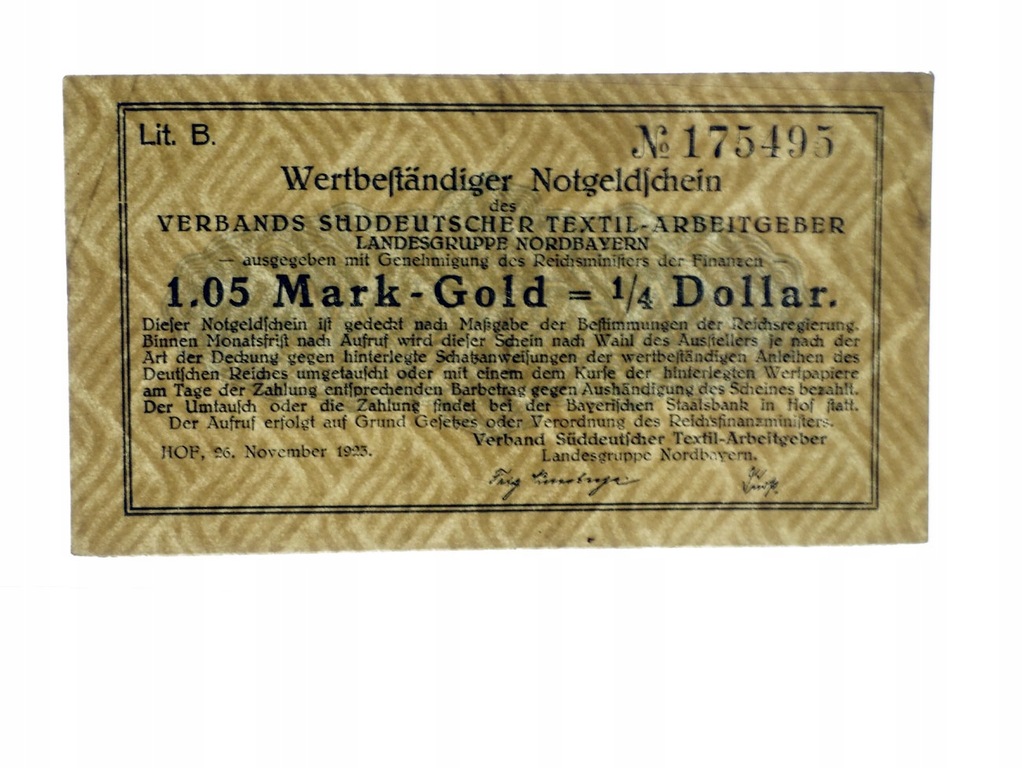 Lit. B.
№ 175495
Wertbeſtändiger Notgeldſchein
des
VERBANDS SÜDDEUTSCHER TEXTIL-ARBEITGEBER
LANDESGRUPPE NORDBAYERN
— ausgegeben mit Genehmigung des Reichsminiſters der Finanzen —
1.05 Mark-Gold = 1/4 Dollar.
Dieſer Notgeldſchein iſt gedeckt nach Maßgabe der Beſtimmungen der Reichsregierung.
Binnen Monatsfriſt nach Aufruf wird dieſer Schein nach Wahl des Ausſtellers je nach der
Art der Deckung gegen hinterlegte Schatzanweiſungen der wertbeſtändigen Anleihen des
Deutſchen Reiches umgetauſcht oder mit einem dem Kurſe der hinterlegten Wertpapiere
am Tage der Zahlung entſprechenden Barbetrag gegen Aushändigung des Scheines bezahlt.
Der Umtauſch oder die Zahlung findet bei der Bayeriſchen Staatsbank in Hof ſtatt.
Der Aufruf erfolgt auf Grund Geſetzes oder Verordnung des Reichsfinanzminiſters.
HOF, 26. November 1923.
Verband Süddeutſcher Textil-Arbeitgeber
Landesgruppe Nordbayern.